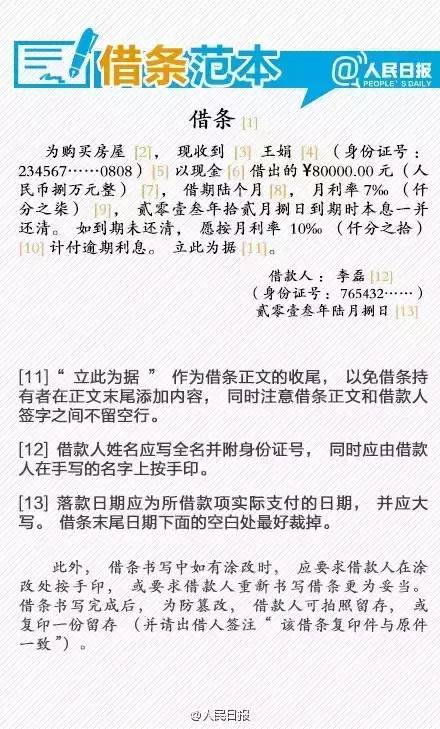 借条范本
@人民日报
PEOPLE'S DAILY
借条 [1]
为购买房屋 [2]， 现收到 [3] 王娟 [4] （身份证号：
234567……0808）[5] 以现金 [6] 借出的 ¥80000.00 元（人
民币捌万元整） [7]， 借期陆个月 [8]， 月利率 7‰ （仟
分之柒） [9]， 贰零壹叁年拾贰月捌日到期时本息一并
还清。 如到期未还清， 愿按月利率 10‰ （仟分之拾）
[10] 计付逾期利息。 立此为据 [11]。
借款人 ：李磊 [12]
（身份证号：765432……）
贰零壹叁年陆月捌日 [13]
[11] “ 立此为据 ” 作为借条正文的收尾， 以免借条持
有者在正文末尾添加内容， 同时注意借条正文和借款人
签字之间不留空行。
[12] 借款人姓名应写全名并附身份证号， 同时应由借款
人在手写的名字上按手印。
[13] 落款日期应为所借款项实际支付的日期， 并应大
写。 借条末尾日期下面的空白处最好裁掉。
此外， 借条书写中如有涂改时， 应要求借款人在涂
改处按手印， 或要求借款人重新书写借条更为妥当。
借条书写完成后， 为防篡改， 借款人可拍照留存， 或
复印一份留存 （并请出借人签注 “ 该借条复印件与原件
一致 ”）。
@人民日报